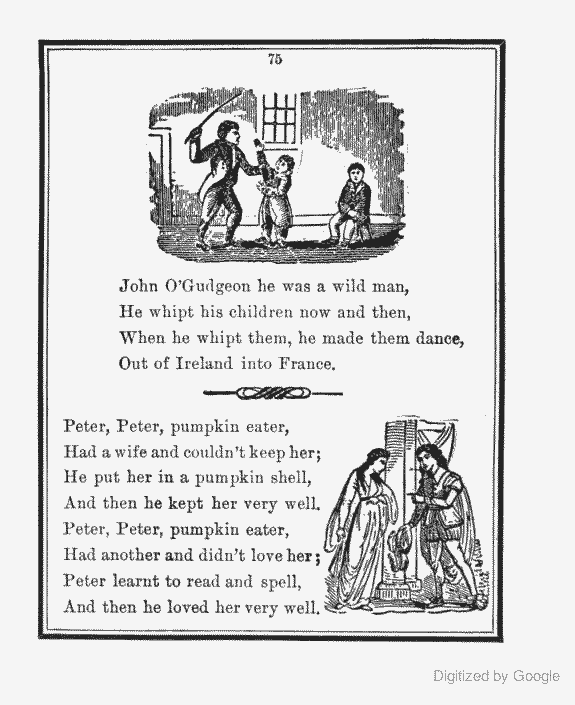 75
John O'Gudgeon he was a wild man,
He whipt his children now and then,
When he whipt them, he made them dance,
Out of Ireland into France.
Peter, Peter, pumpkin eater,
Had a wife and couldn't keep her;
He put her in a pumpkin shell,
And then he kept her very well.
Peter, Peter, pumpkin eater,
Had another and didn't love her;
Peter learnt to read and spell,
And then he loved her very well.
Digitized by Google